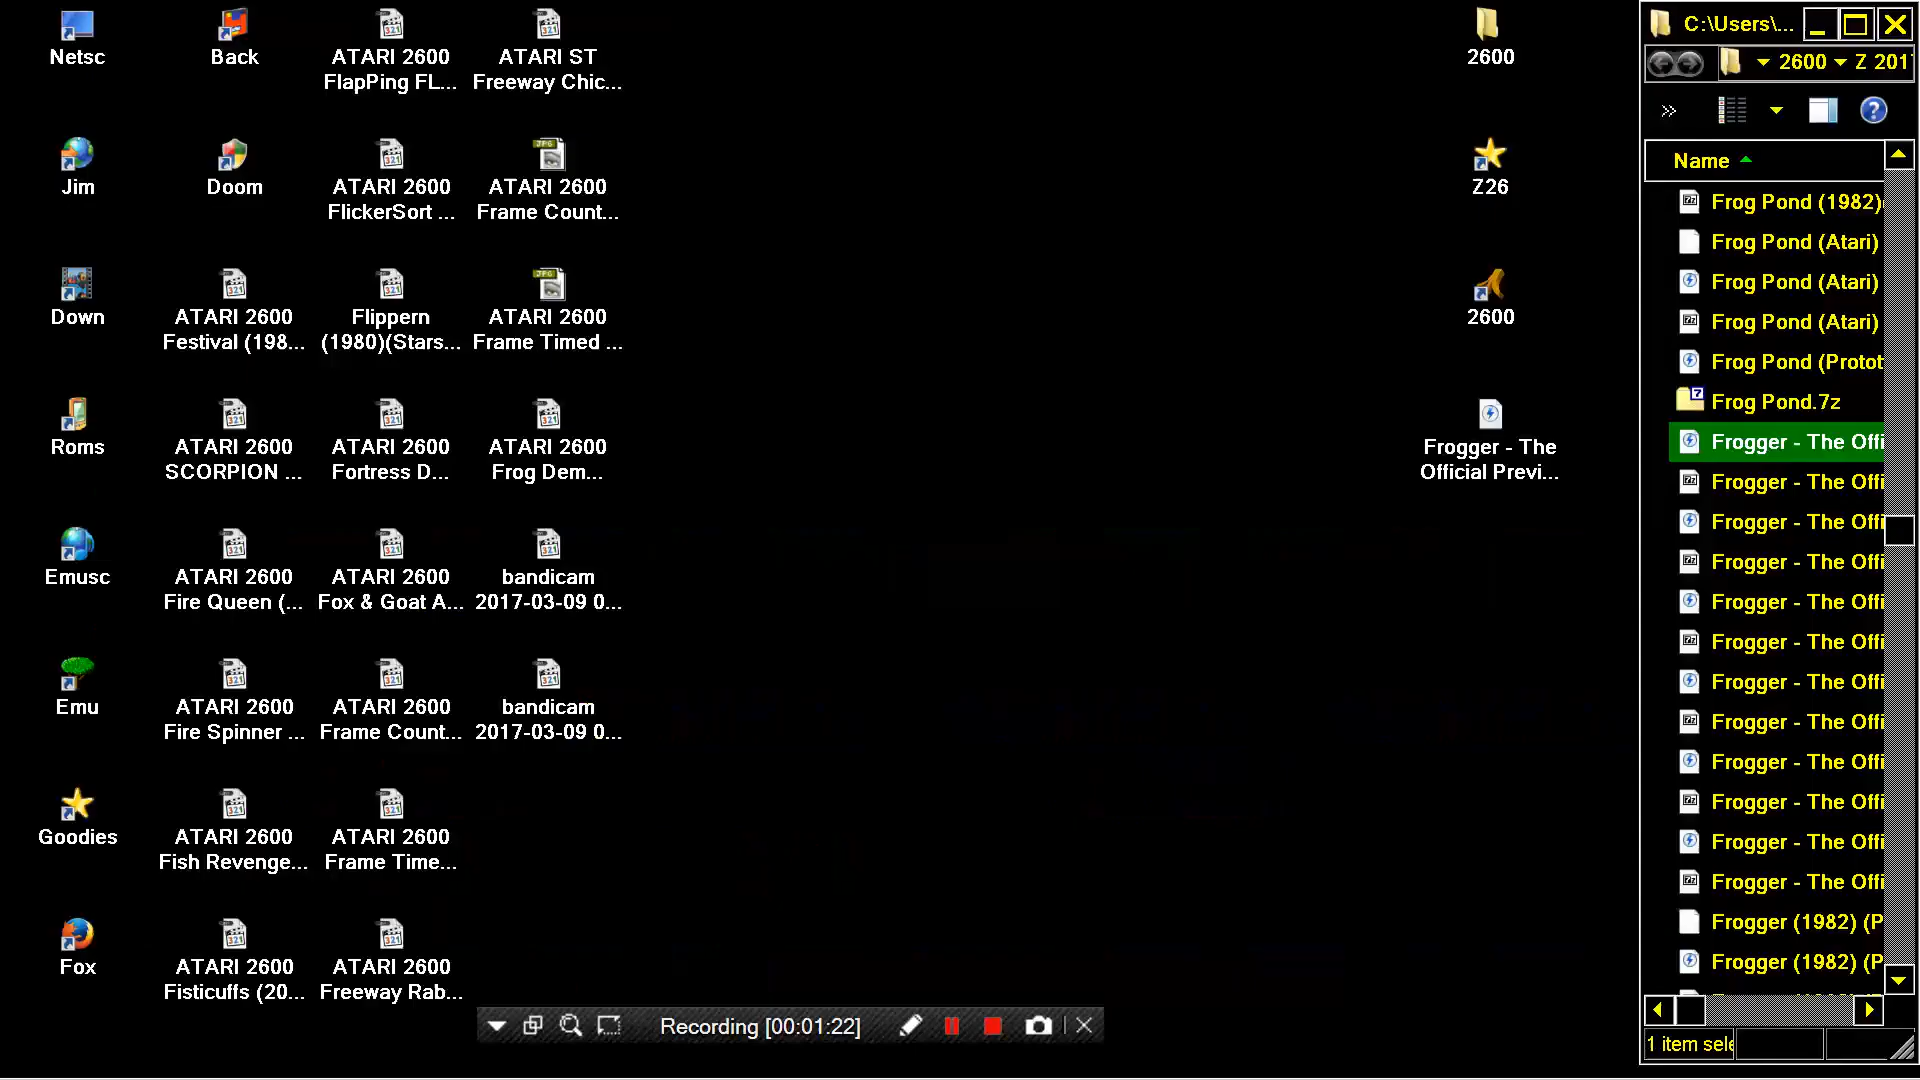 Netsc
Back
ATARI 2600
FlapPing FL...
ATARI ST
Freeway Chic...
2600
Jim
Doom
ATARI 2600
FlickerSort ...
ATARI 2600
Frame Count...
Z26
Down
ATARI 2600
Festival (198...
Flippern
(1980)(Stars...
ATARI 2600
Frame Timed ...
2600
Roms
ATARI 2600
SCORPION ...
ATARI 2600
Fortress D...
ATARI 2600
Frog Dem...
Frogger - The
Official Previ...
Emusc
ATARI 2600
Fire Queen (...
ATARI 2600
Fox & Goat A...
bandicam
2017-03-09 0...
Emu
ATARI 2600
Fire Spinner ...
ATARI 2600
Frame Count...
bandicam
2017-03-09 0...
Goodies
ATARI 2600
Fish Revenge...
ATARI 2600
Frame Time...
Fox
ATARI 2600
Fisticuffs (20...
ATARI 2600
Freeway Rab...
Recording [00:01:22]
C:\Users\...
2600 Z 201
Name
Frog Pond (1982)
Frog Pond (Atari)
Frog Pond (Atari)
Frog Pond (Atari)
Frog Pond (Protot
Frog Pond.7z
Frogger - The Offi
Frogger - The Offi
Frogger - The Offi
Frogger - The Offi
Frogger - The Offi
Frogger - The Offi
Frogger - The Offi
Frogger - The Offi
Frogger - The Offi
Frogger - The Offi
Frogger - The Offi
Frogger - The Offi
Frogger (1982) (P
Frogger (1982) (P
1 item sele